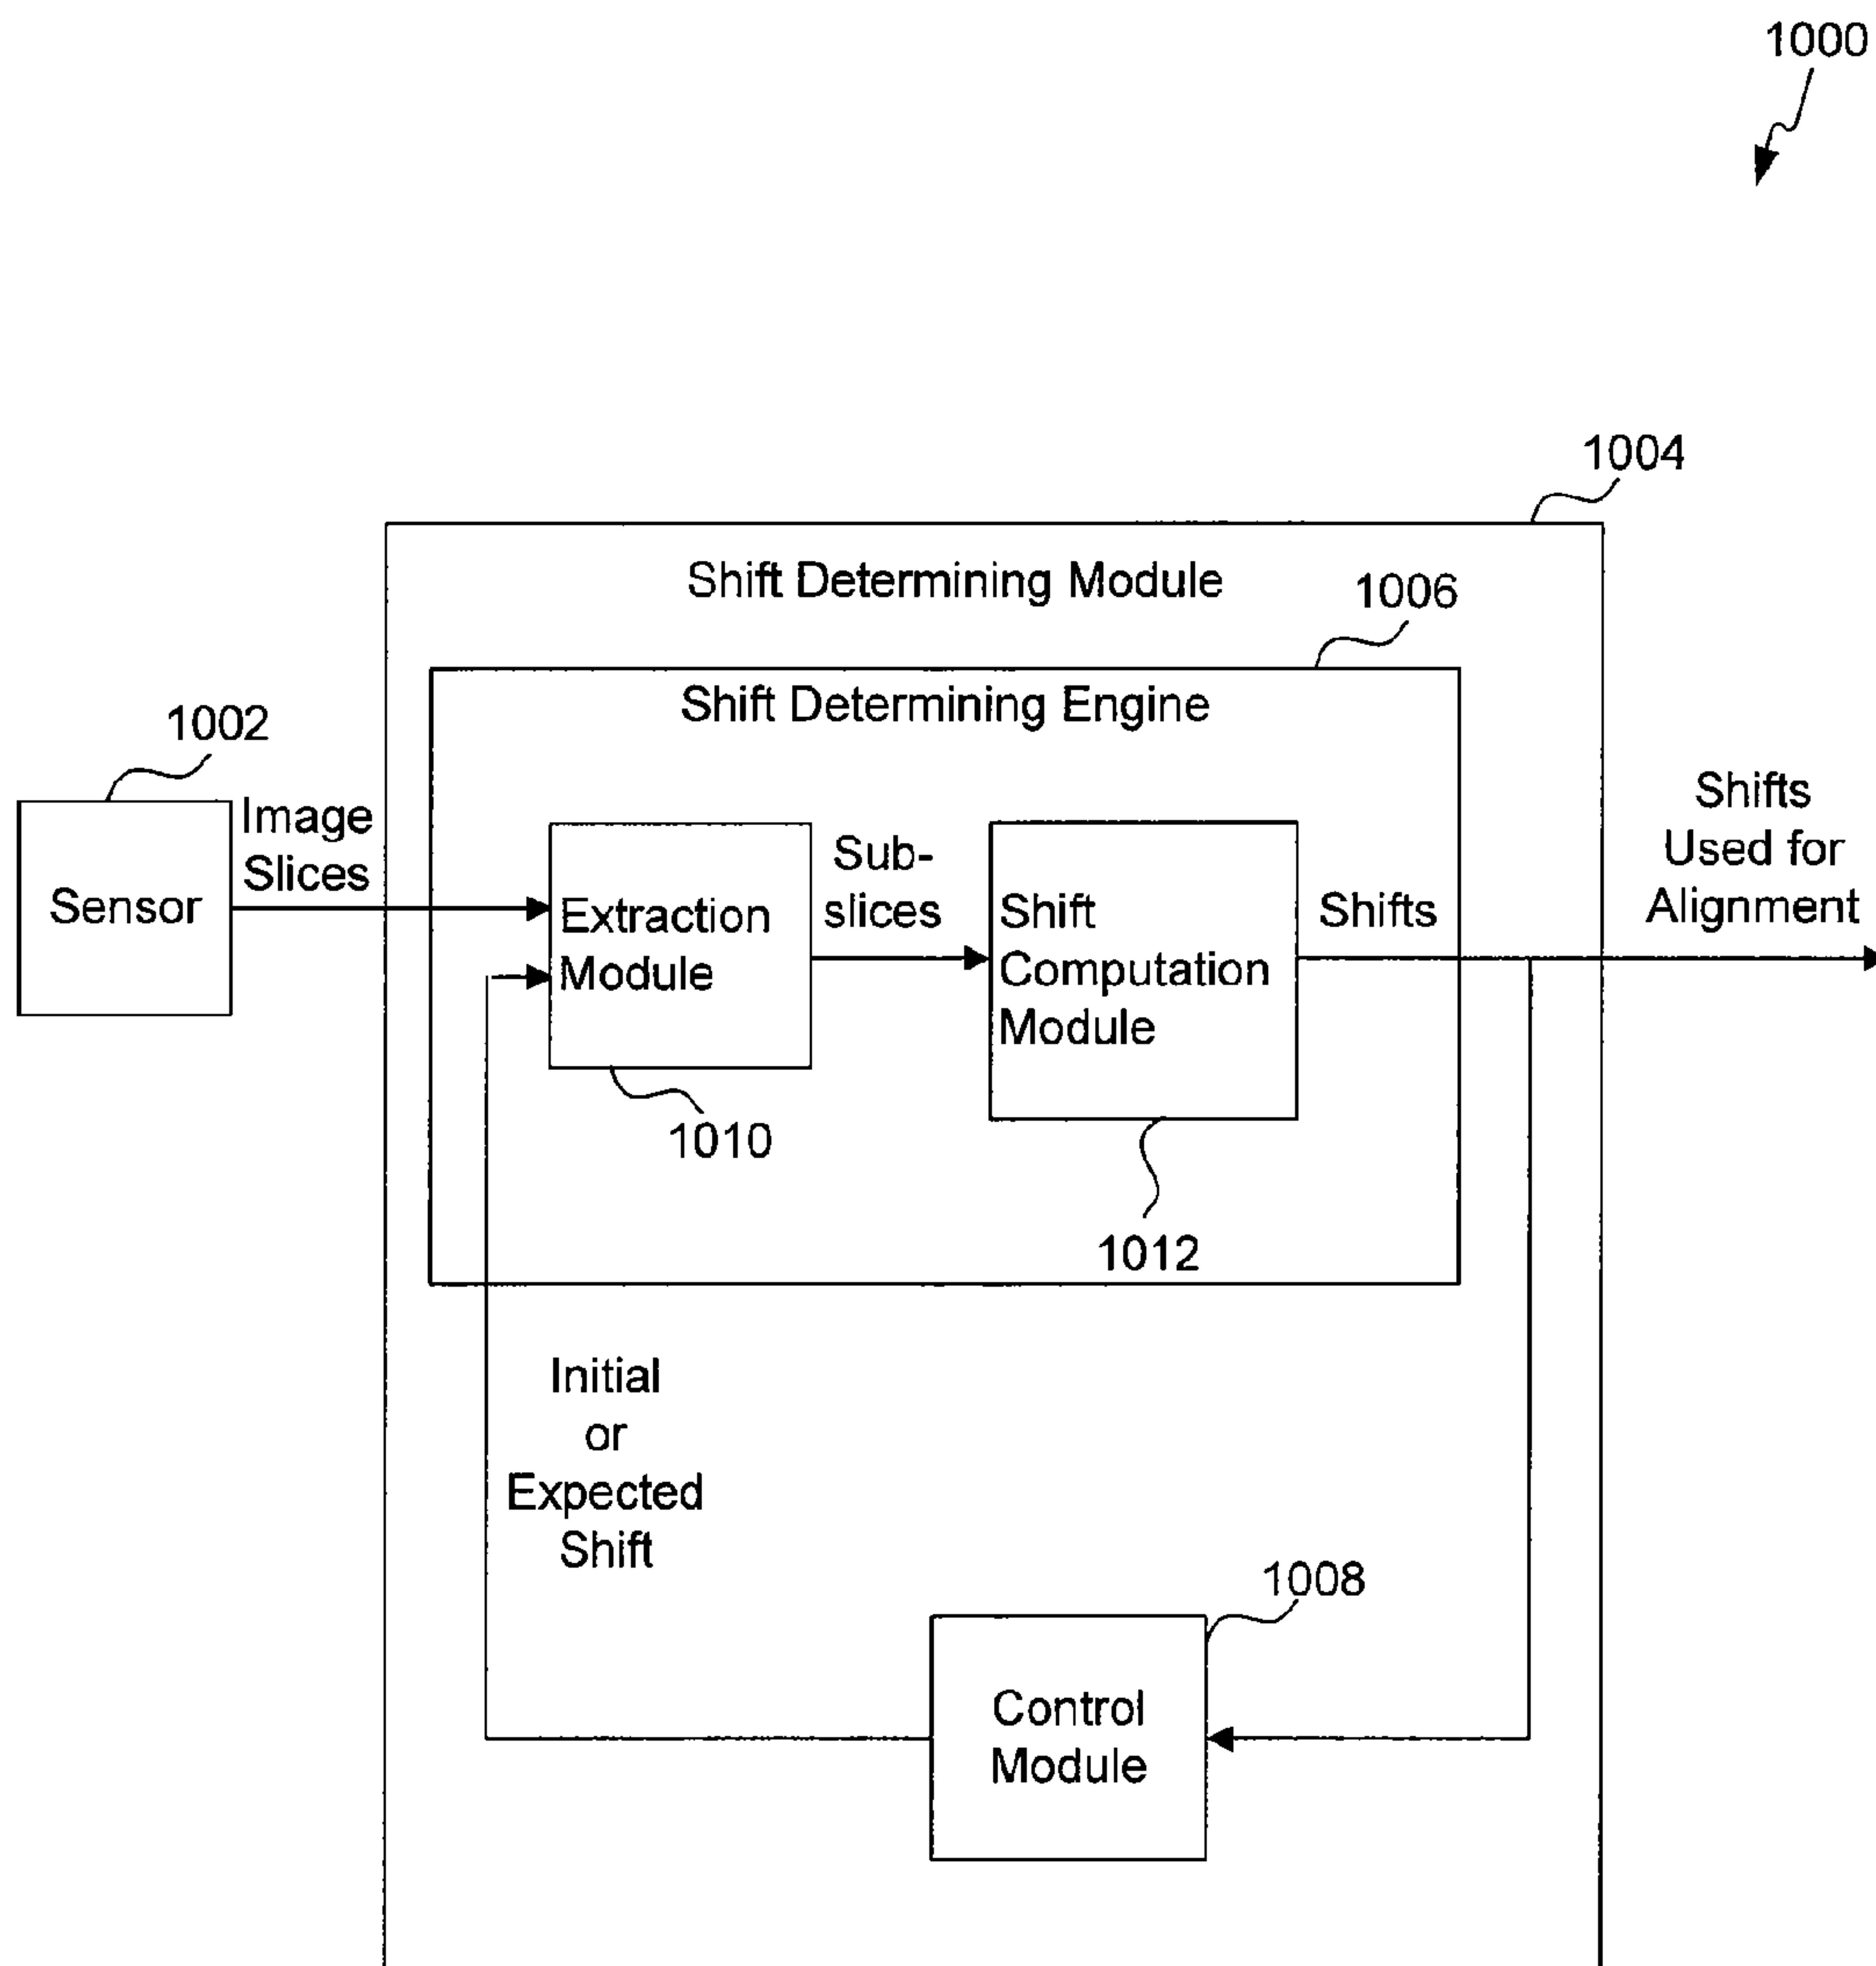 1000
1004
Shift Determining Module
1006
Shift Determining Engine
1002
Sensor
Image
Slices
Extraction
Module
1010
Sub-
slices
Shift
Computation
Module
1012
Shifts
Shifts
Used for
Alignment
Initial
or
Expected
Shift
1008
Control
Module